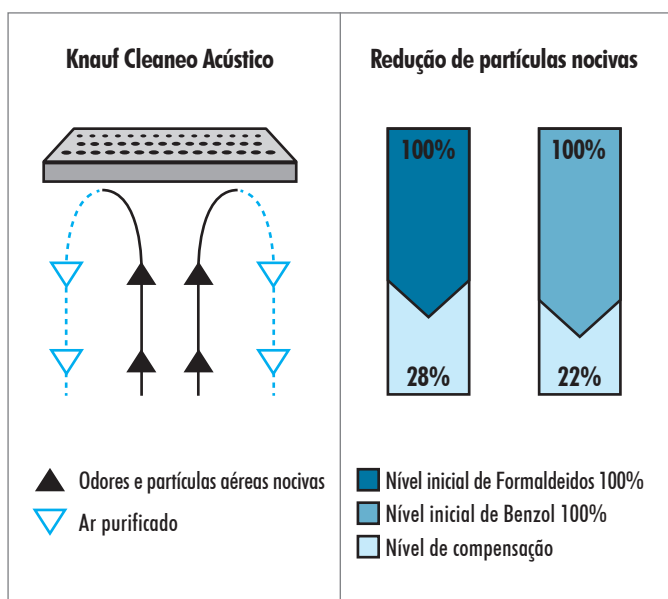 Knauf Cleaneo Acústico
Odores e partículas aéreas nocivas
Ar purificado
Redução de partículas nocivas
100%
100%
28%
22%
Nível inicial de Formaldeidos 100%
Nível inicial de Benzol 100%
Nível de compensação